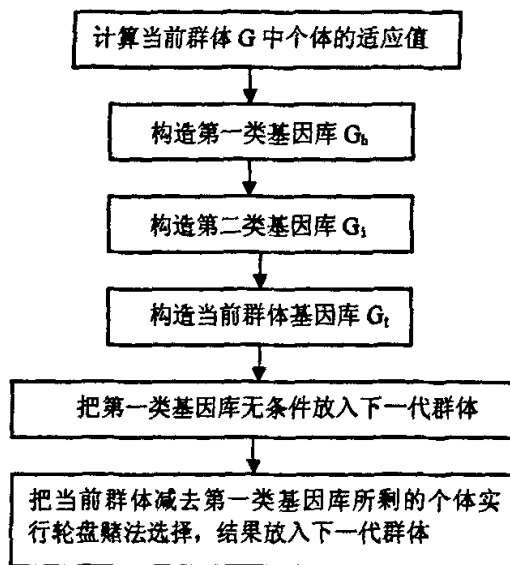 计算当前群体 G 中个体的适应值
构造第一类基因库 Gh
构造第二类基因库 Gi
构造当前群体基因库 Gt
把第一类基因库无条件放入下一代群体
把当前群体减去第一类基因库所剩的个体实
行轮盘赌法选择，结果放入下一代群体